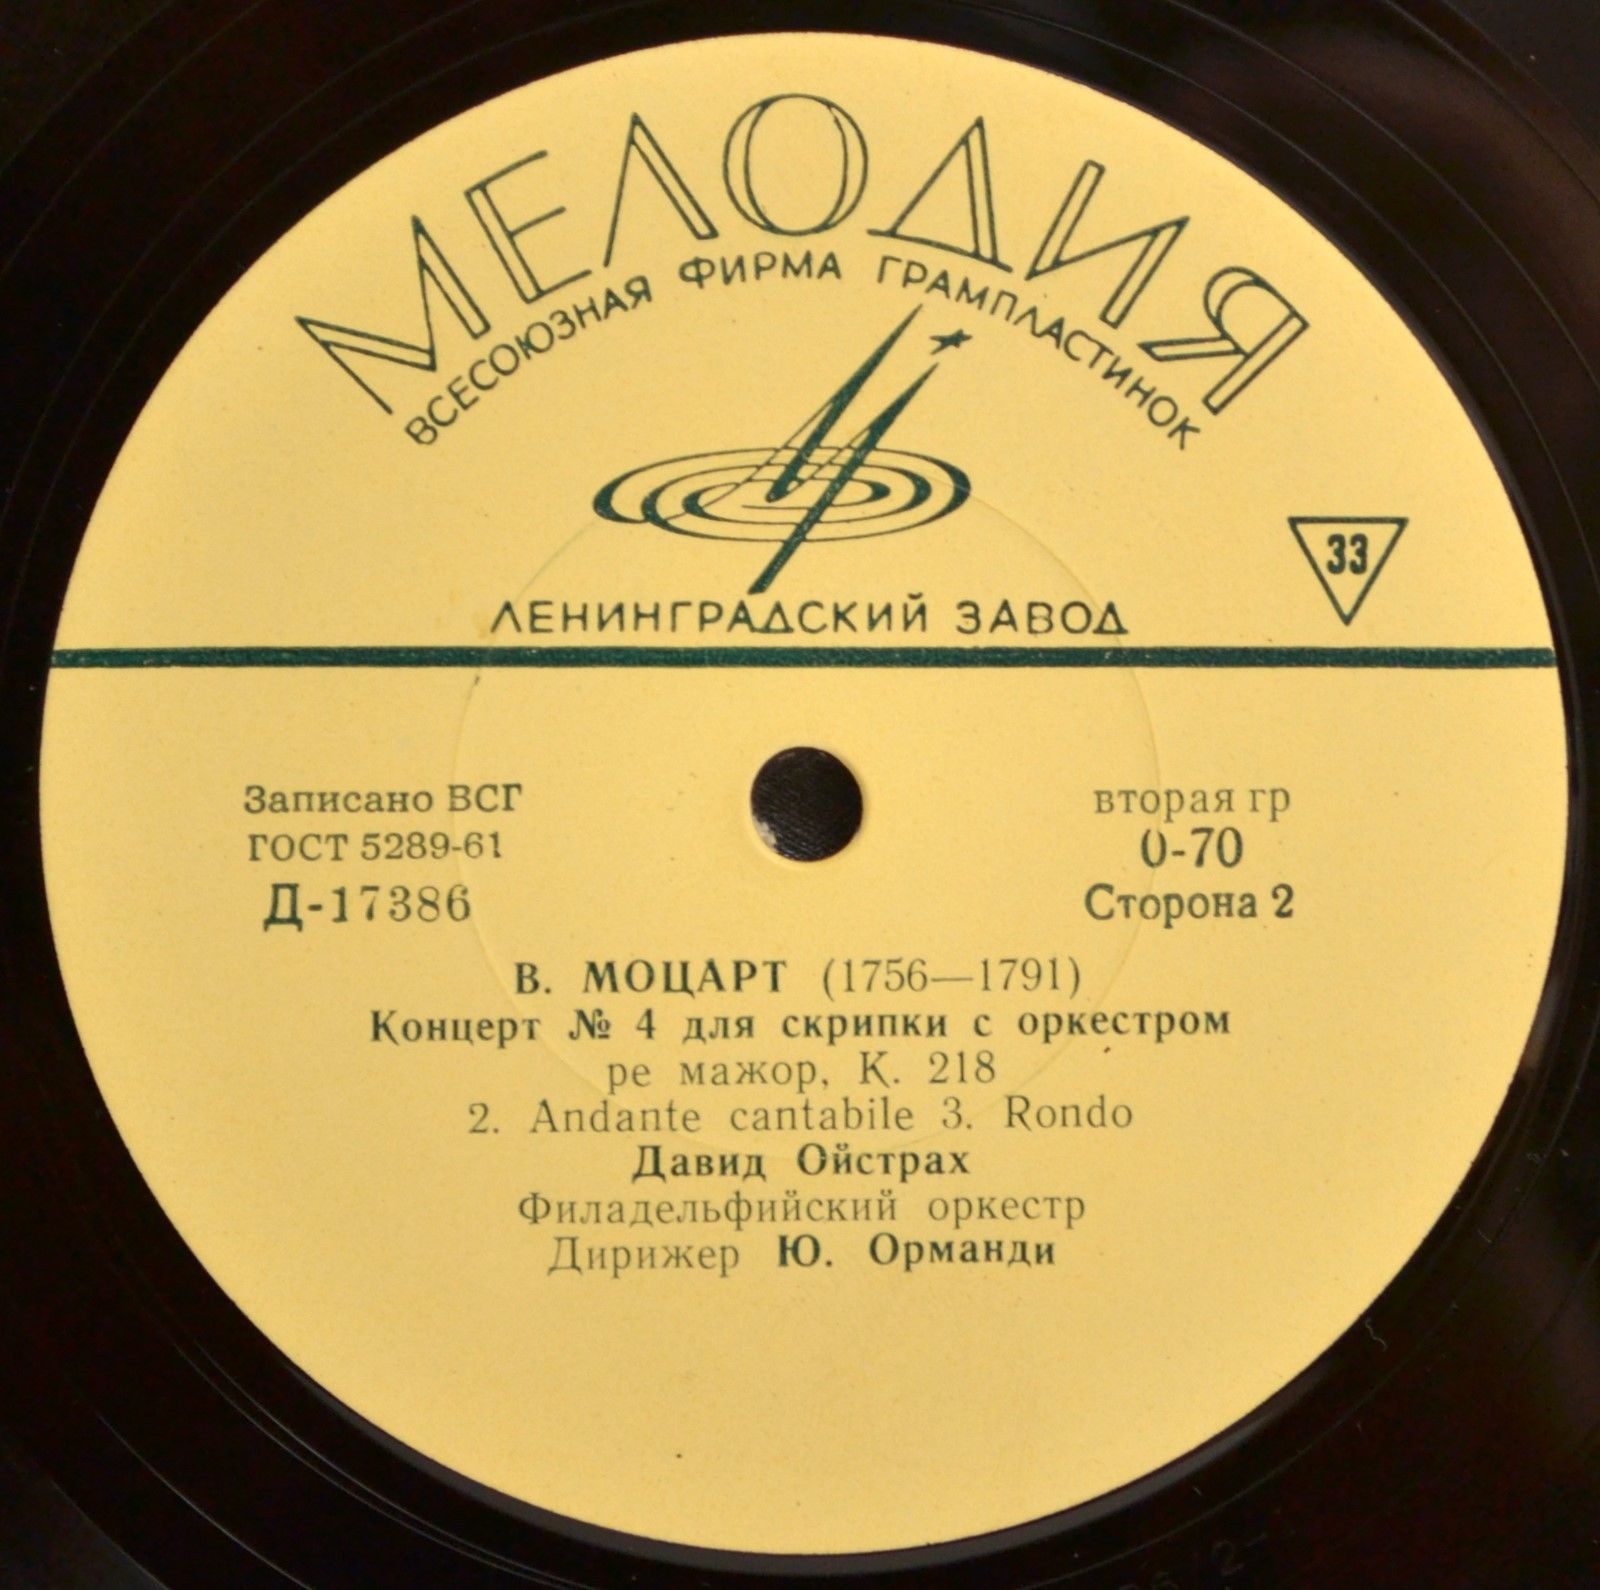 МЕЛОДИЯ
ВСЕСОЮЗНАЯ ФИРМА ГРАМПЛАСТИНОК
33
ЛЕНИНГРАДСКИЙ ЗАВОД
Записано ВСГ
ГОСТ 5289-61
Д-17386
вторая гр
0-70
Сторона 2
В. МОЦАРТ (1756—1791)
Концерт № 4 для скрипки с оркестром
ре мажор, К. 218
2. Andante cantabile 3. Rondo
Давид Ойстрах
Филадельфийский оркестр
Дирижер Ю. Орманди